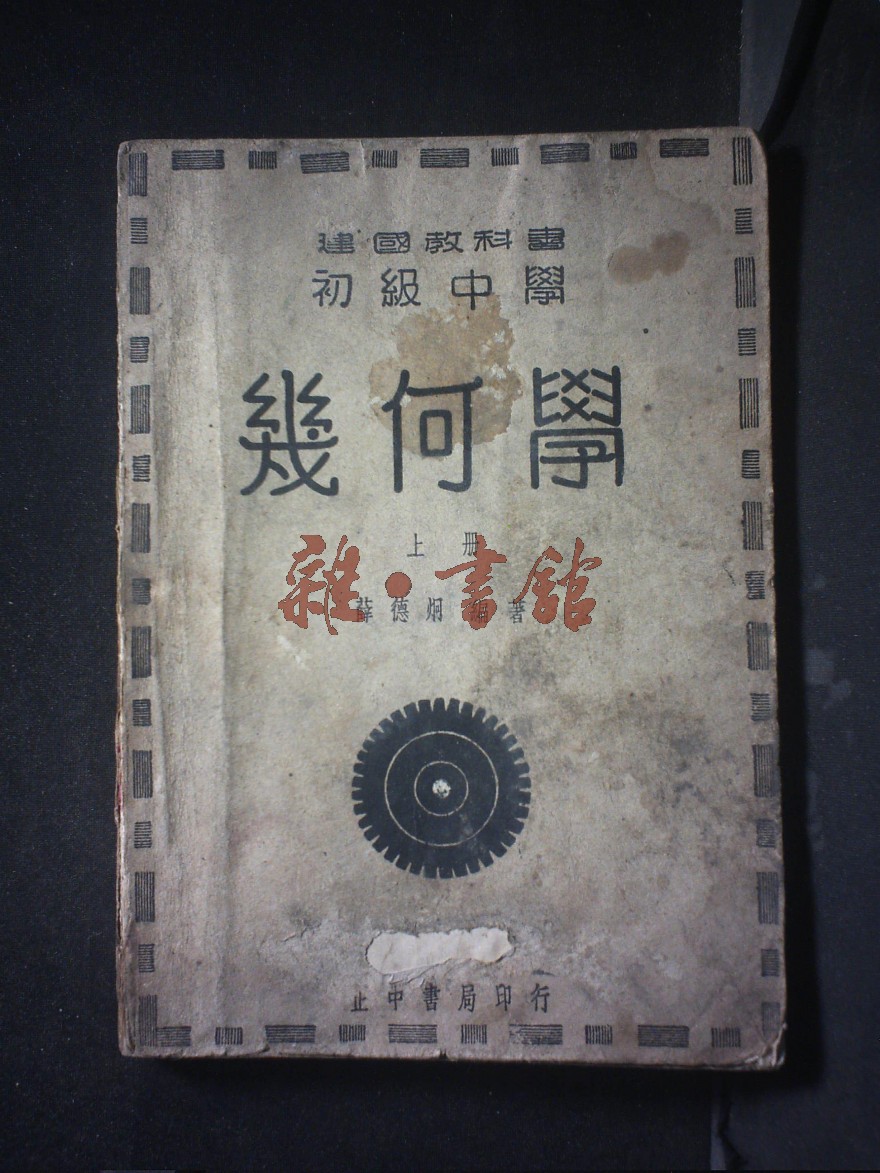 建國教科書
初級中學
幾何學
上册
薛德炯編著
雜·書館
正中書局印行